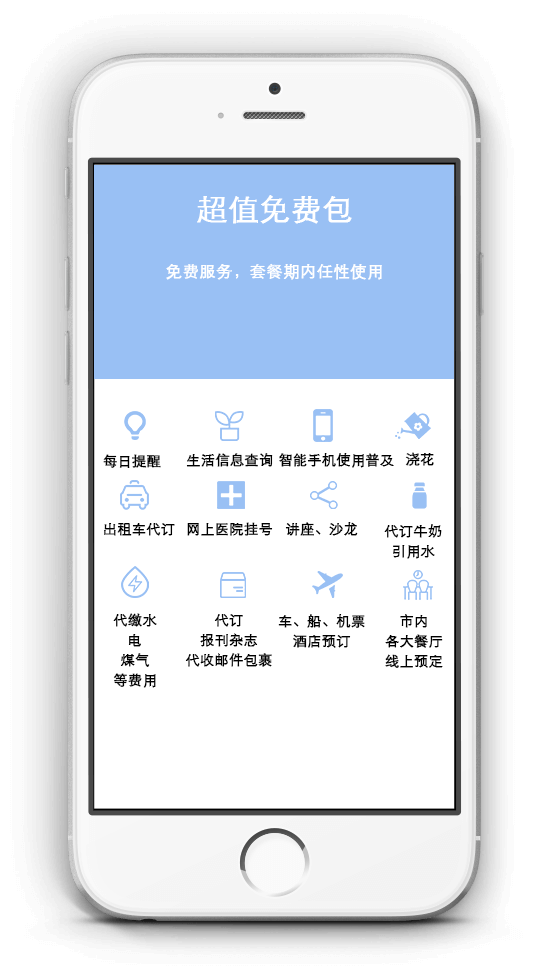 超值免费包
免费服务，套餐期内任性使用
每日提醒 生活信息查询 智能手机使用普及 浇花
出租车代订 网上医院挂号 讲座、沙龙 代订牛奶
引用水
代缴水 代订 车、船、机票 市内
电 报刊杂志 酒店预订 各大餐厅
煤气 代收邮件包裹 线上预定
等费用